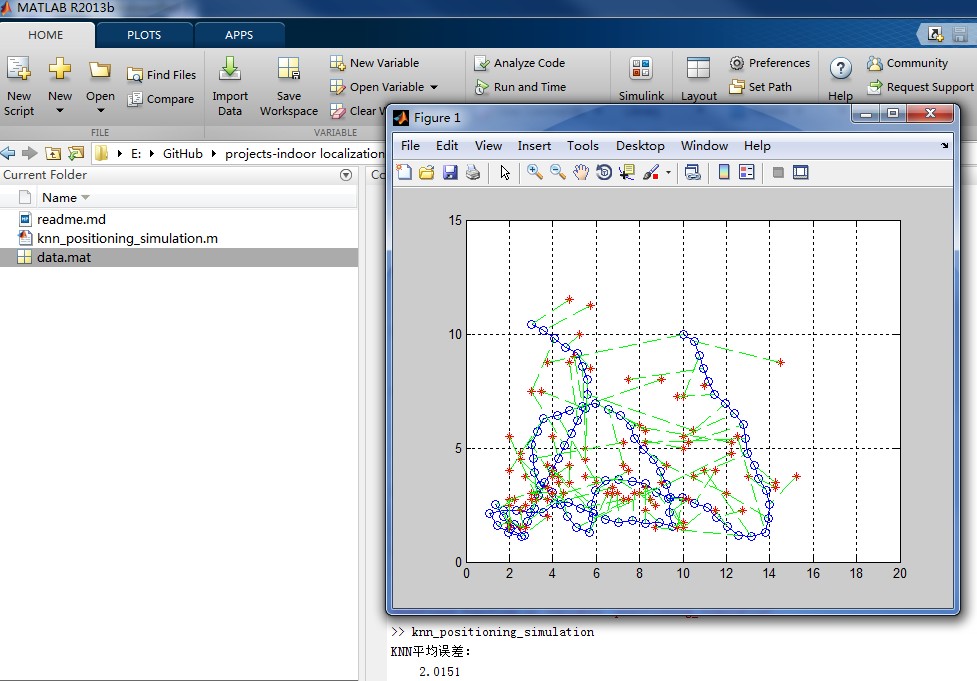 MATLAB R2013b
HOME PLOTS APPS
New Script
New
Open
Find Files
Compare
Import Data
Save Workspace
New Variable
Open Variable
Clear W
Analyze Code
Run and Time
Simulink
Layout
Preferences
Set Path
Help
Community
Request Support
FILE VARIABLE
E: GitHub projects-indoor localization
Current Folder
Co
Name
readme.md
knn_positioning_simulation.m
data.mat
Figure 1
File Edit View Insert Tools Desktop Window Help
15
10
5
0
0 2 4 6 8 10 12 14 16 18 20
>> knn_positioning_simulation
KNN平均误差:
2.0151